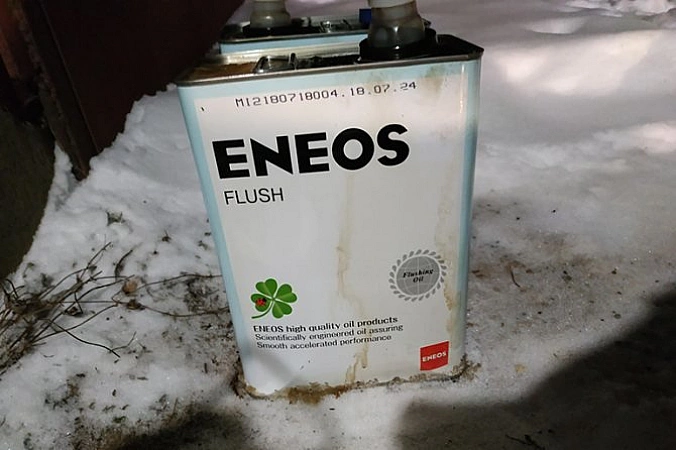 MI2180718004.18.07.24
ENEOS
FLUSH
Flushing
Oil
ENEOS high quality oil products
Scientifically engineered oil assuring
Smooth accelerated performance
ENEOS